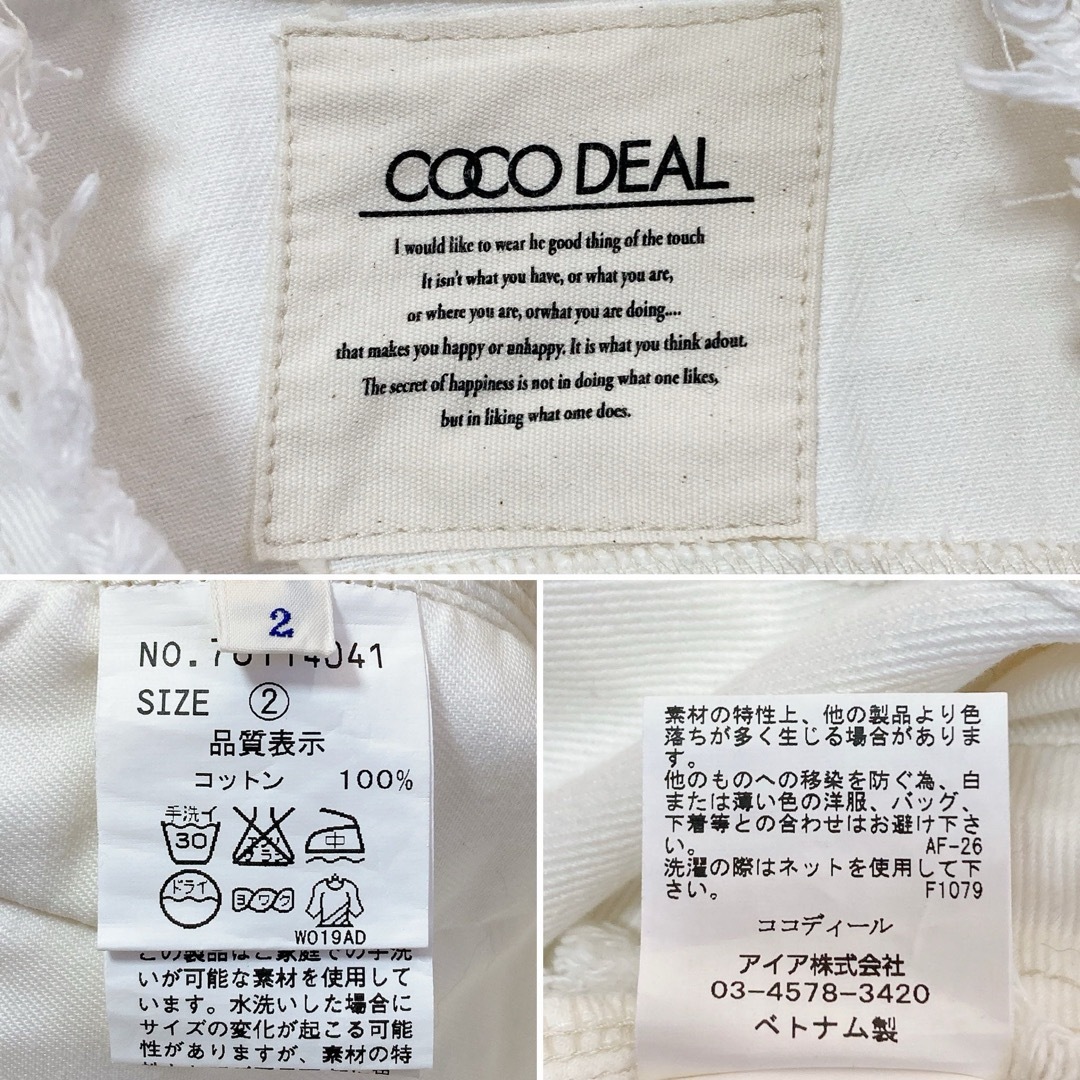 COCO DEAL
I would like to wear he good thing of the touch
It isn't what you have, or what you are,
or where you are, orwhat you are doing....
that makes you happy or unhappy. It is what you think adout.
The secret of happiness is not in doing what one likes,
but in liking what ome does.
2
NO.
SIZE ②
品質表示
コットン 100%
手洗イ
30
エンソ
サラシ
中
ドライ
ヨワク
W019AD
この製品はご家庭での手洗
いが可能な素材を使用して
います。水洗いした場合に
サイズの変化が起こる可能
性がありますが、素材の特
素材の特性上、他の製品より色
落ちが多く生じる場合がありま
す。
他のものへの移染を防ぐ為、白
または薄い色の洋服、バッグ、
下着等との合わせはお避け下さ
い。 AF-26
洗濯の際はネットを使用して下
さい。 F1079
ココディール
アイア株式会社
03-4578-3420
ベトナム製